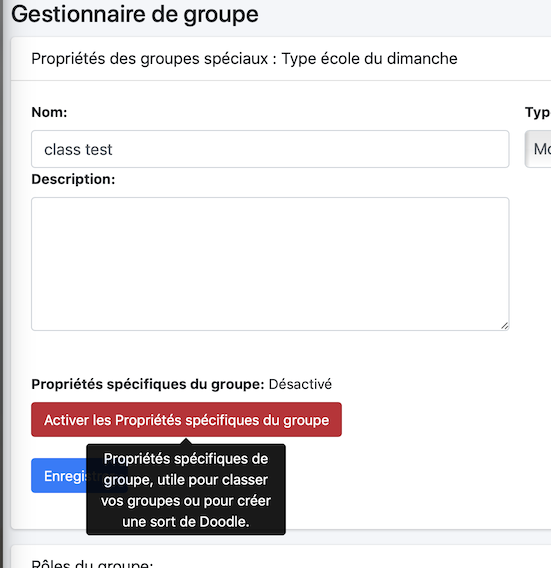 Gestionnaire de groupe
Propriétés des groupes spéciaux : Type école du dimanche
Nom:
Typ
class test
Mo
Description:
Propriétés spécifiques du groupe: Désactivé
Activer les Propriétés spécifiques du groupe
Propriétés spécifiques de
groupe, utile pour classer
Enregis
vos groupes ou pour créer
une sort de Doodle.
Rôles du groupe: